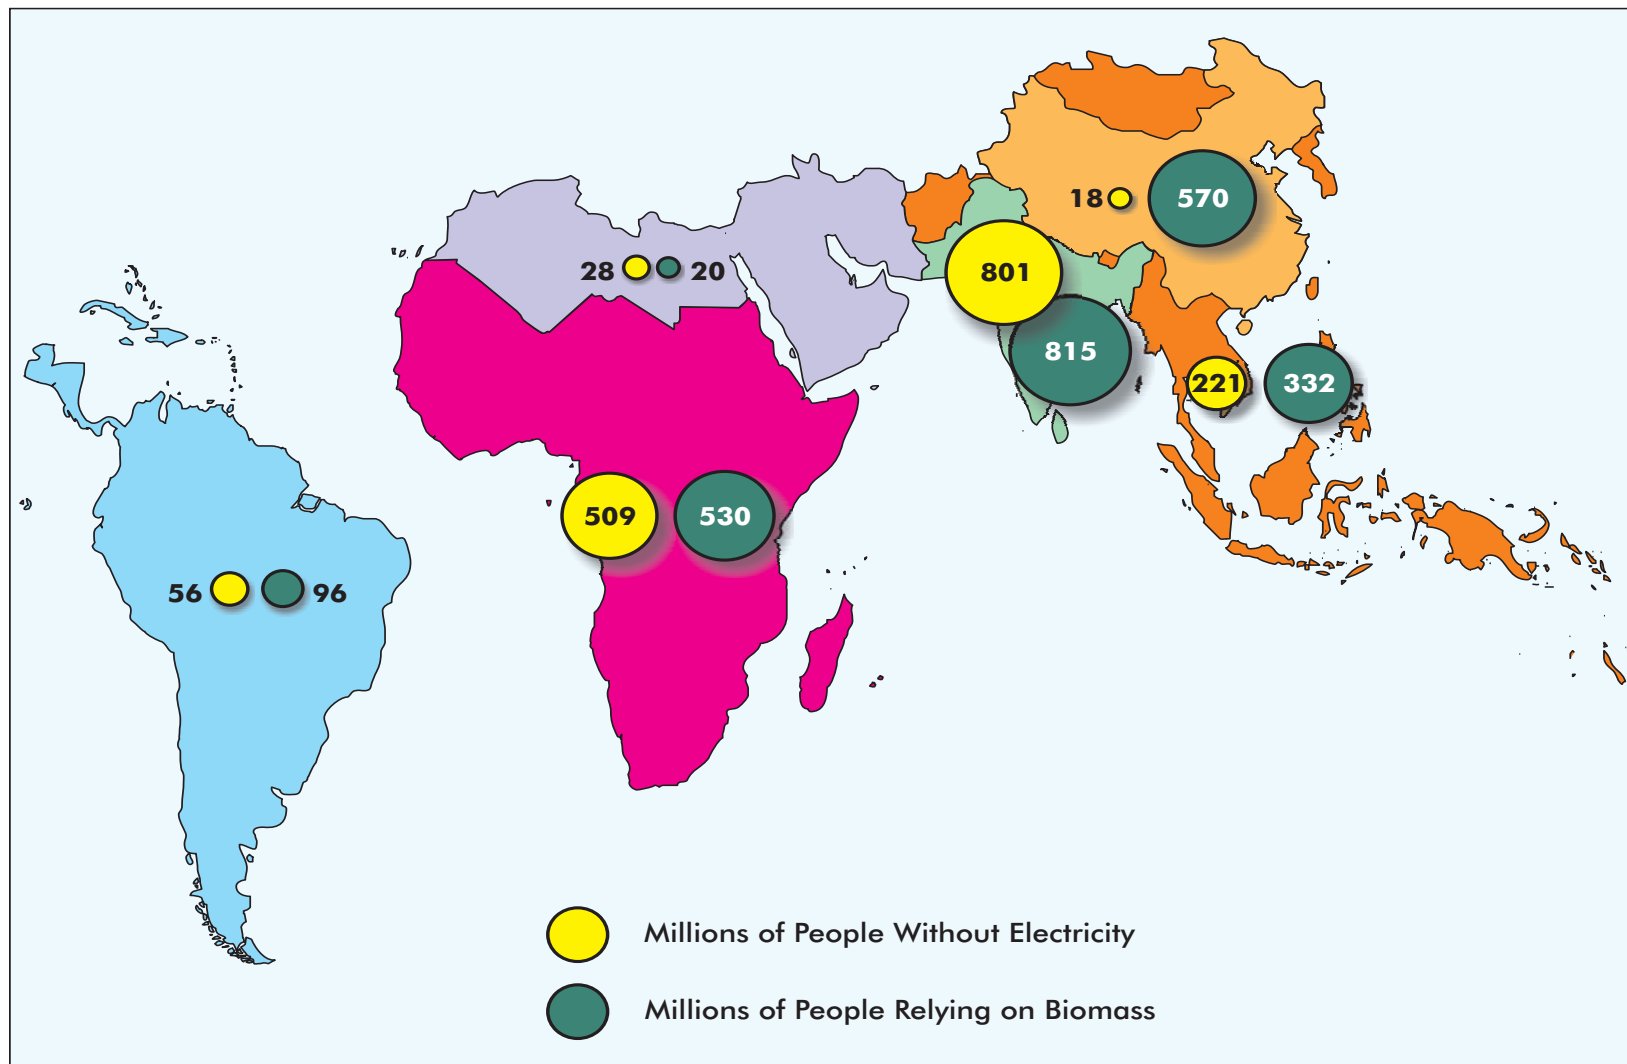 18 570
28 20 801
815
221 332
509 530
56 96
Millions of People Without Electricity
Millions of People Relying on Biomass